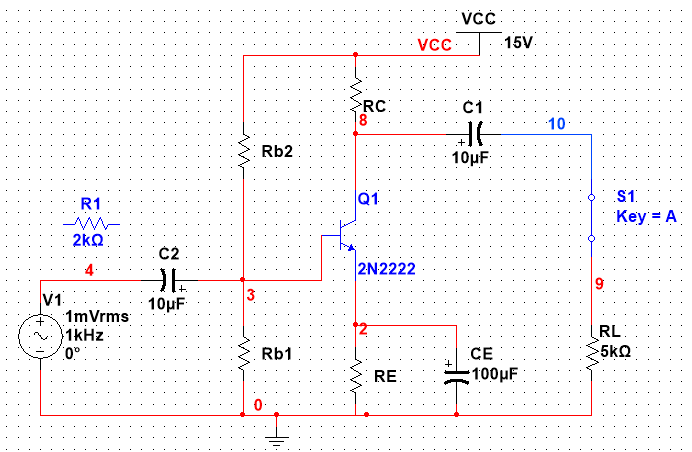 VCC
VCC
15V
RC
8
C1
10µF
10
Rb2
Q1
S1
Key = A
R1
2kΩ
C2
10µF
4
3
2N2222
9
V1
1mVrms
1kHz
0°
2
Rb1
RE
CE
100µF
RL
5kΩ
0